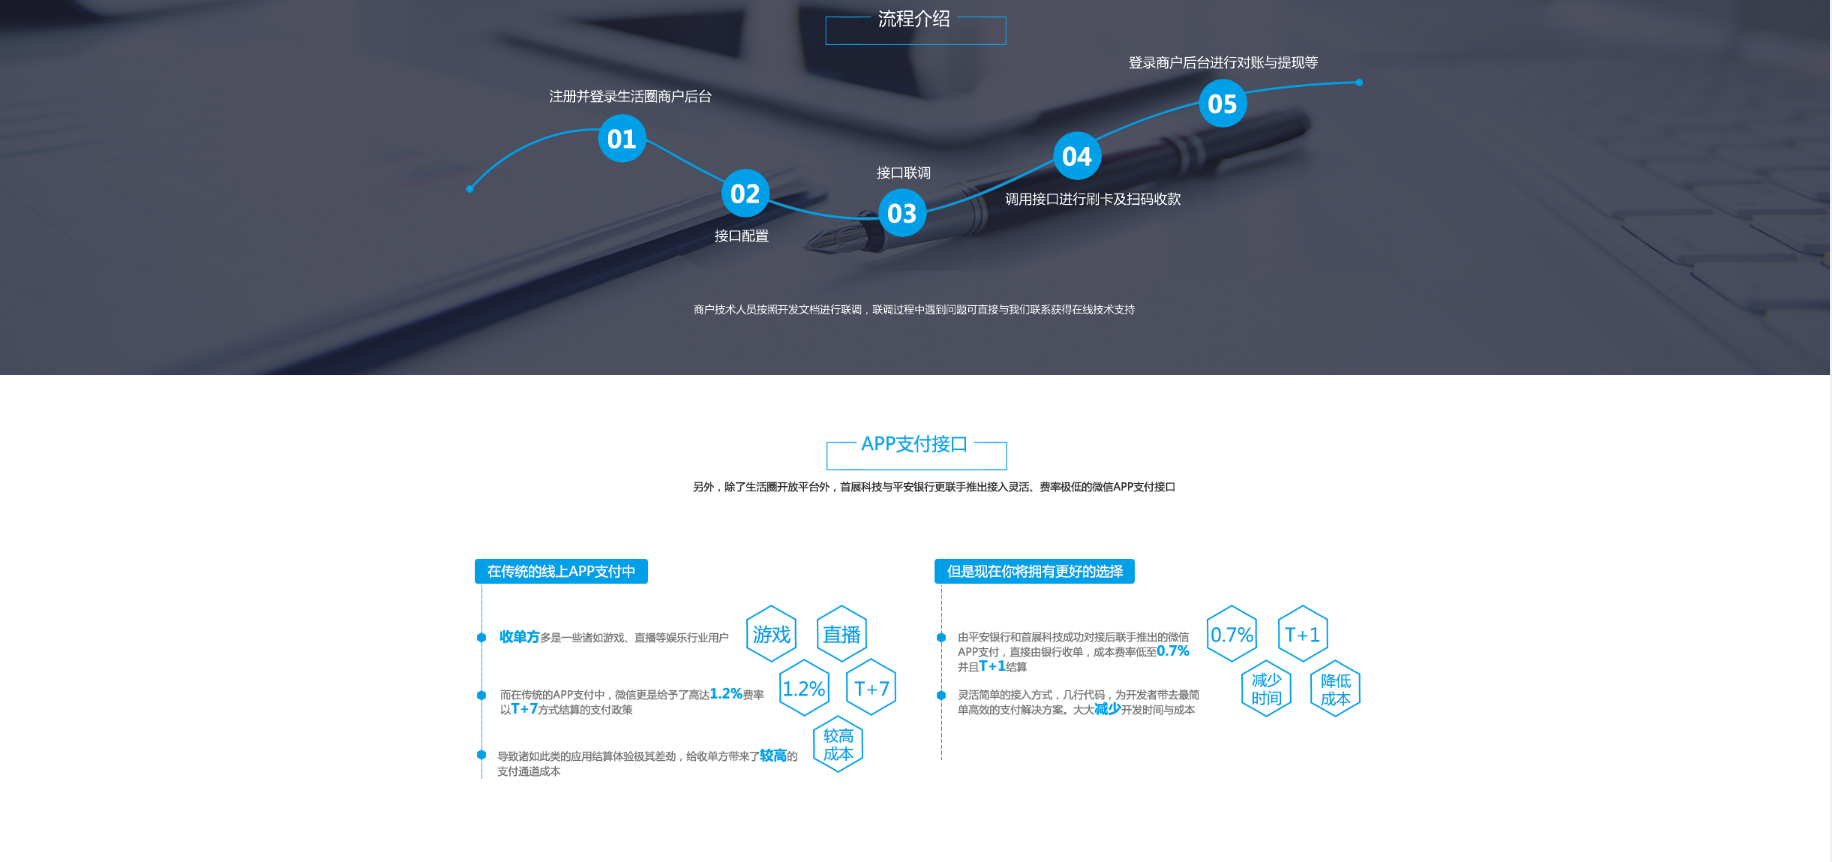 流程介绍
登录商户后台进行对账与提现等
注册并登录生活圈商户后台
05
01
04
接口联调
02
调用接口进行刷卡及扫码收款
03
接口配置
商户技术人员按照开发文档进行联调，联调过程中遇到问题可直接与我们联系获得在线技术支持
APP支付接口
另外，除了生活圈开放平台外，首展科技与平安银行更联手推出接入灵活、费率极低的微信APP支付接口
在传统的线上APP支付中
收单方多是一些诸如游戏、直播等娱乐行业用户
游戏
直播
而在传统的APP支付中，微信更是给予了高达1.2%费率
以T+7方式结算的支付政策
1.2%
T+7
导致诸如此类的应用结算体验极其差劲，给收单方带来了较高的
支付通道成本
较高
成本
但是现在你将拥有更好的选择
由平安银行和首展科技成功对接后联手推出的微信
APP支付，直接由银行收单，成本费率低至0.7%
并且T+1结算
0.7%
T+1
灵活简单的接入方式，几行代码，为开发者带去最简
单高效的支付解决方案。大大减少开发时间与成本
减少
时间
降低
成本